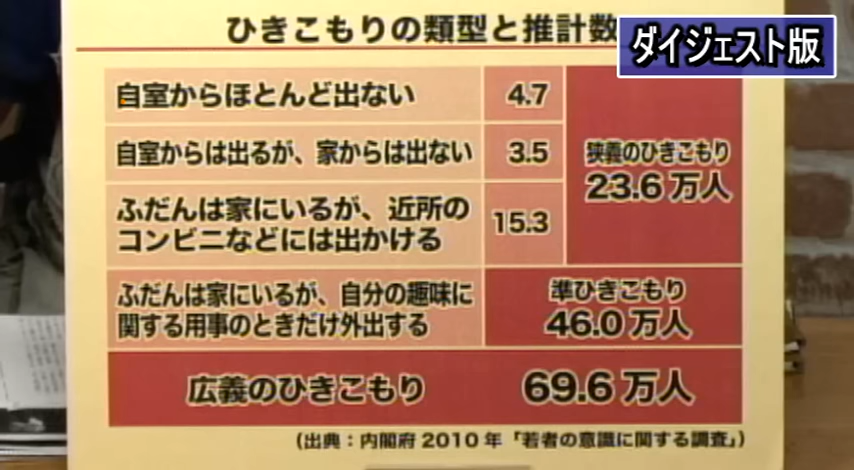 ひきこもりの類型と推計数
ダイジェスト版
自室からほとんど出ない
4.7
自室からは出るが、家からは出ない
3.5
狭義のひきこもり
23.6万人
ふだんは家にいるが、近所の
コンビニなどには出かける
15.3
ふだんは家にいるが、自分の趣味に
関する用事のときだけ外出する
準ひきこもり
46.0万人
広義のひきこもり
69.6万人
（出典：内閣府2010年「若者の意識に関する調査」）